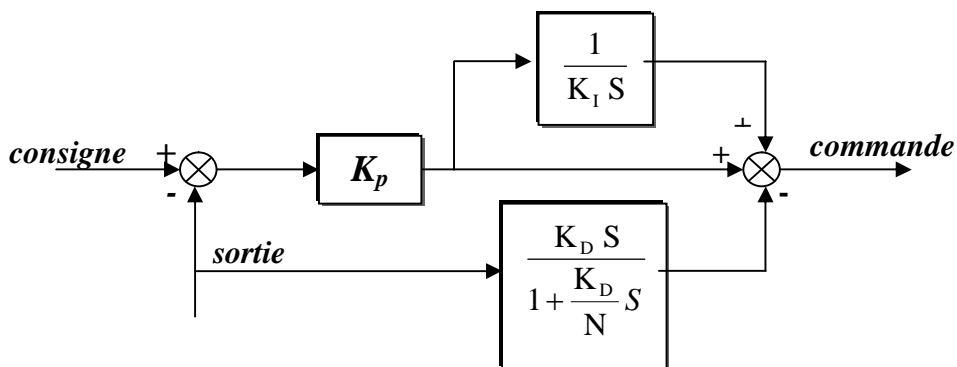 1
K_I S
+
consigne + K_p + commande
- -
sortie
K_D S
1 + K_D S
N